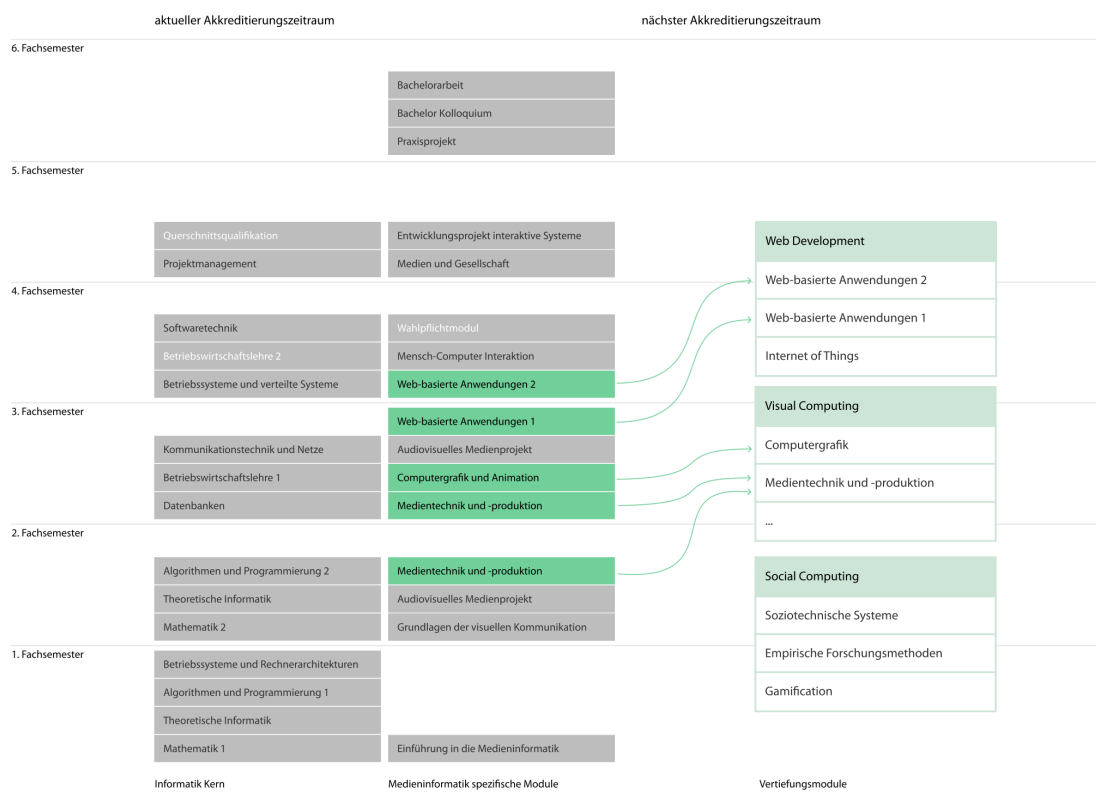 aktueller Akkreditierungszeitraum
nächster Akkreditierungszeitraum
6. Fachsemester
Bachelorarbeit
Bachelor Kolloquium
Praxisprojekt
5. Fachsemester
Querschnittsqualifikation
Projektmanagement
Entwicklungsprojekt interaktive Systeme
Medien und Gesellschaft
4. Fachsemester
Softwaretechnik
Betriebswirtschaftslehre 2
Betriebssysteme und verteilte Systeme
Wahlpflichtmodul
Mensch-Computer Interaktion
Web-basierte Anwendungen 2
3. Fachsemester
Kommunikationstechnik und Netze
Betriebswirtschaftslehre 1
Datenbanken
Web-basierte Anwendungen 1
Audiovisuelles Medienprojekt
Computergrafik und Animation
Medientechnik und -produktion
2. Fachsemester
Algorithmen und Programmierung 2
Theoretische Informatik
Mathematik 2
Medientechnik und -produktion
Audiovisuelles Medienprojekt
Grundlagen der visuellen Kommunikation
1. Fachsemester
Betriebssysteme und Rechnerarchitekturen
Algorithmen und Programmierung 1
Theoretische Informatik
Mathematik 1
Einführung in die Medieninformatik
Web Development
Web-basierte Anwendungen 2
Web-basierte Anwendungen 1
Internet of Things
Visual Computing
Computergrafik
Medientechnik und -produktion
...
Social Computing
Soziotechnische Systeme
Empirische Forschungsmethoden
Gamification
Informatik Kern
Medieninformatik spezifische Module
Vertiefungsmodule